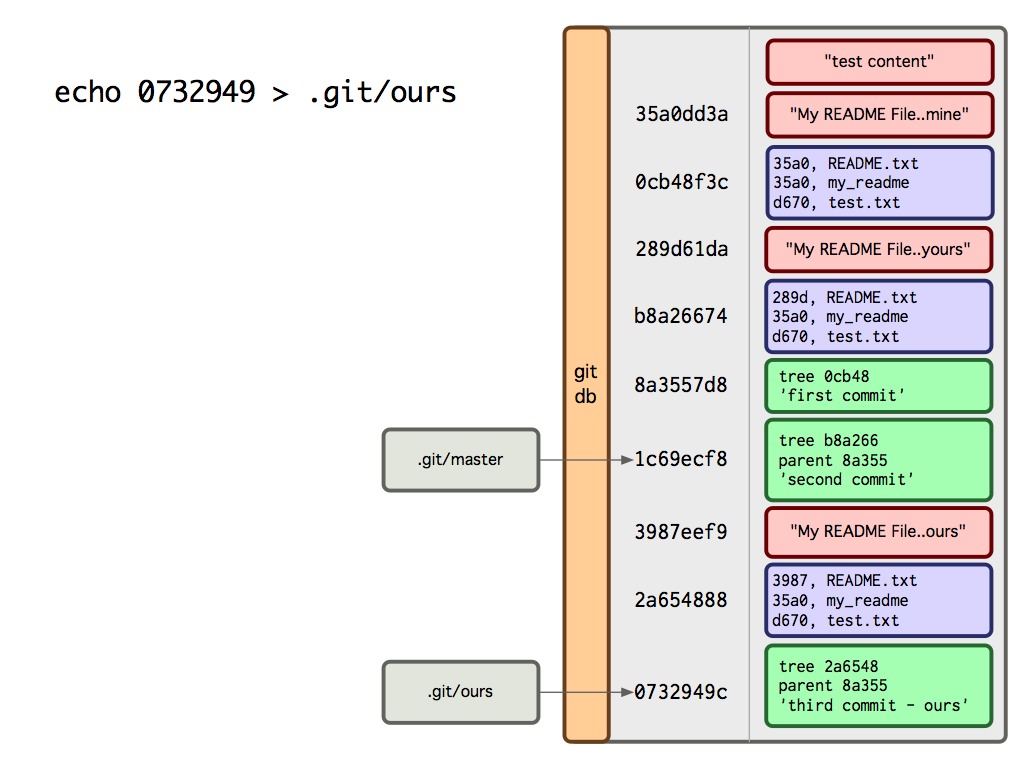 echo 0732949 > .git/ours
git
db
"test content"
35a0dd3a
"My README File..mine"
0cb48f3c
35a0, README.txt
35a0, my_readme
d670, test.txt
289d61da
"My README File..yours"
b8a26674
289d, README.txt
35a0, my_readme
d670, test.txt
8a3557d8
tree 0cb48
'first commit'
.git/master
1c69ecf8
tree b8a266
parent 8a355
'second commit'
3987eef9
"My README File..ours"
2a654888
3987, README.txt
35a0, my_readme
d670, test.txt
.git/ours
0732949c
tree 2a6548
parent 8a355
'third commit - ours'